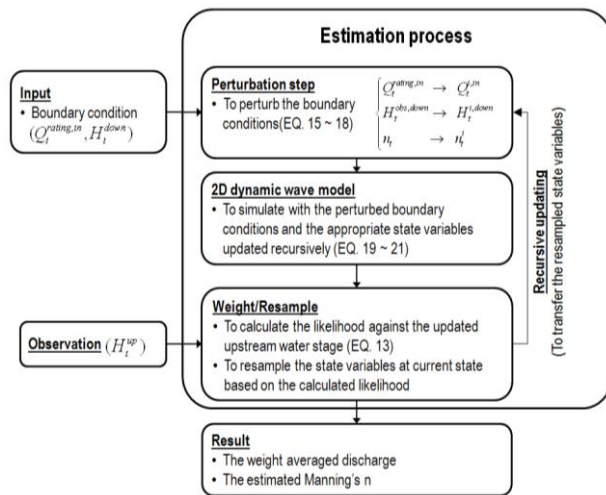 Estimation process
Input
• Boundary condition
(Q_t^{rating,in}, H_t^{down})
Perturbation step
• To perturb the boundary
conditions(EQ. 15 ~ 18)
Q_t^{rating,in} → Q_t^{i,in}
H_t^{obs,down} → H_t^{i,down}
n_t → n_t^i
2D dynamic wave model
• To simulate with the perturbed boundary
conditions and the appropriate state variables
updated recursively (EQ. 19 ~ 21)
Recursive updating
(To transfer the resampled state variables)
Observation (H_t^{up})
Weight/Resample
• To calculate the likelihood against the updated
upstream water stage (EQ. 13)
• To resample the state variables at current state
based on the calculated likelihood
Result
• The weight averaged discharge
• The estimated Manning's n